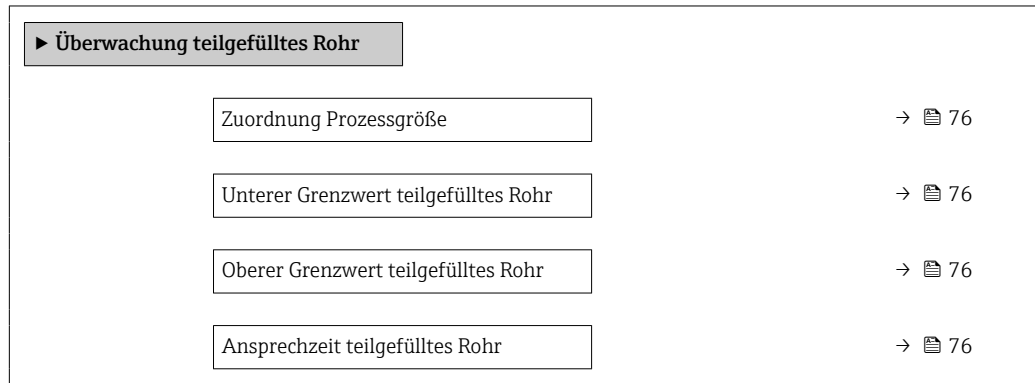 ► Überwachung teilgefülltes Rohr
Zuordnung Prozessgröße → 76
Unterer Grenzwert teilgefülltes Rohr → 76
Oberer Grenzwert teilgefülltes Rohr → 76
Ansprechzeit teilgefülltes Rohr → 76